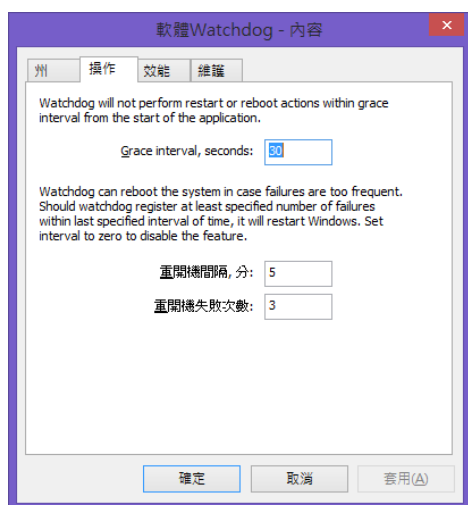 軟體Watchdog - 內容
州 操作 效能 維護
Watchdog will not perform restart or reboot actions within grace
interval from the start of the application.
Grace interval, seconds: 30
Watchdog can reboot the system in case failures are too frequent.
Should watchdog register at least specified number of failures
within last specified interval of time, it will restart Windows. Set
interval to zero to disable the feature.
重開機間隔, 分: 5
重開機失敗次數: 3
確定 取消 套用(A)